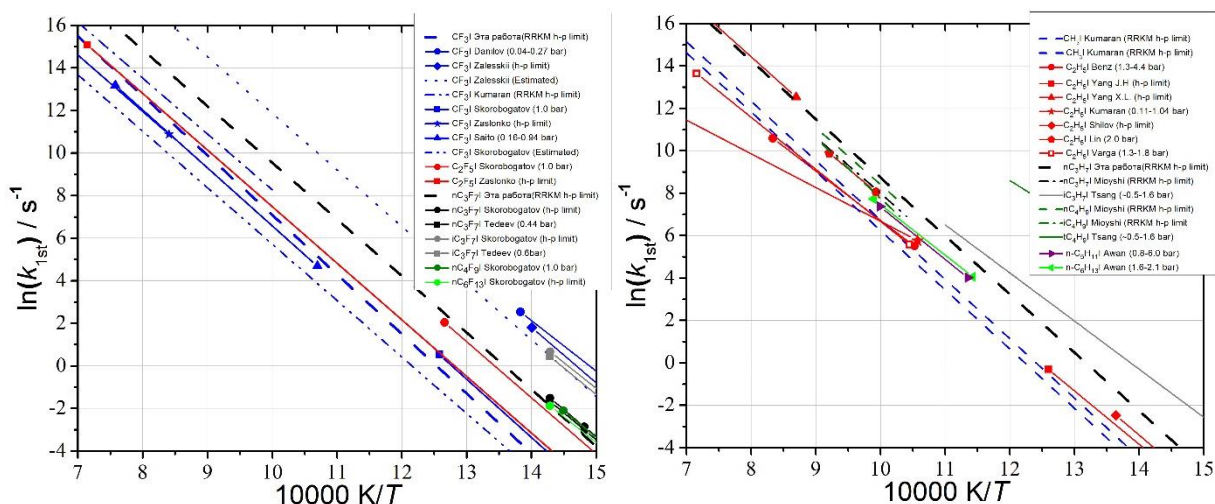 ln(k₁ₛₜ) / s⁻¹
16
14
12
10
8
6
4
2
0
-2
-4
7 8 9 10 11 12 13 14 15
10000 K/T
CF₃I Эта работа(RRKM h-p limit)
CF₃I Danilov (0.04-0.27 bar)
CF₃I Zalesskii (h-p limit)
CF₃I Zalesskii (Estimated)
CF₃I Kumaran (RRKM h-p limit)
CF₃I Skorobogatov (1.0 bar)
CF₃I Zaslonko (h-p limit)
CF₃I Saito (0.16-0.94 bar)
CF₃I Skorobogatov (Estimated)
C₂F₅I Skorobogatov (1.0 bar)
C₂F₅I Zaslonko (h-p limit)
nC₃F₇I Эта работа(RRKM h-p limit)
nC₃F₇I Skorobogatov (h-p limit)
nC₃F₇I Tedeev (0.44 bar)
iC₃F₇I Skorobogatov (h-p limit)
iC₃F₇I Tedeev (0.6bar)
nC₄F₉I Skorobogatov (1.0 bar)
nC₆F₁₃I Skorobogatov (h-p limit)
ln(k₁ₛₜ) / s⁻¹
16
14
12
10
8
6
4
2
0
-2
-4
7 8 9 10 11 12 13 14 15
10000 K/T
CH₃I Kumaran (RRKM h-p limit)
CH₃I Kumaran (RRKM h-p limit)
C₂H₅I Benz (1.3-4.4 bar)
C₂H₅I Yang J.H (h-p limit)
C₂H₅I Yang X.L. (h-p limit)
C₂H₅I Kumaran (0.11-1.04 bar)
C₂H₅I Shilov (h-p limit)
C₂H₅I Lin (2.0 bar)
C₂H₅I Varga (1.3-1.8 bar)
nC₃H₇I Эта работа(RRKM h-p limit)
nC₃H₇I Mioyshi (RRKM h-p limit)
iC₃H₇I Tsang (~0.5-1.6 bar)
nC₄H₉I Mioyshi (RRKM h-p limit)
iC₄H₉I Mioyshi (RRKM h-p limit
tC₄H₉I Tsang (~0.5-1.6 bar)
n-C₅H₁₁I Awan (0.8-6.0 bar)
n-C₆H₁₃I Awan (1.6-2.1 bar)